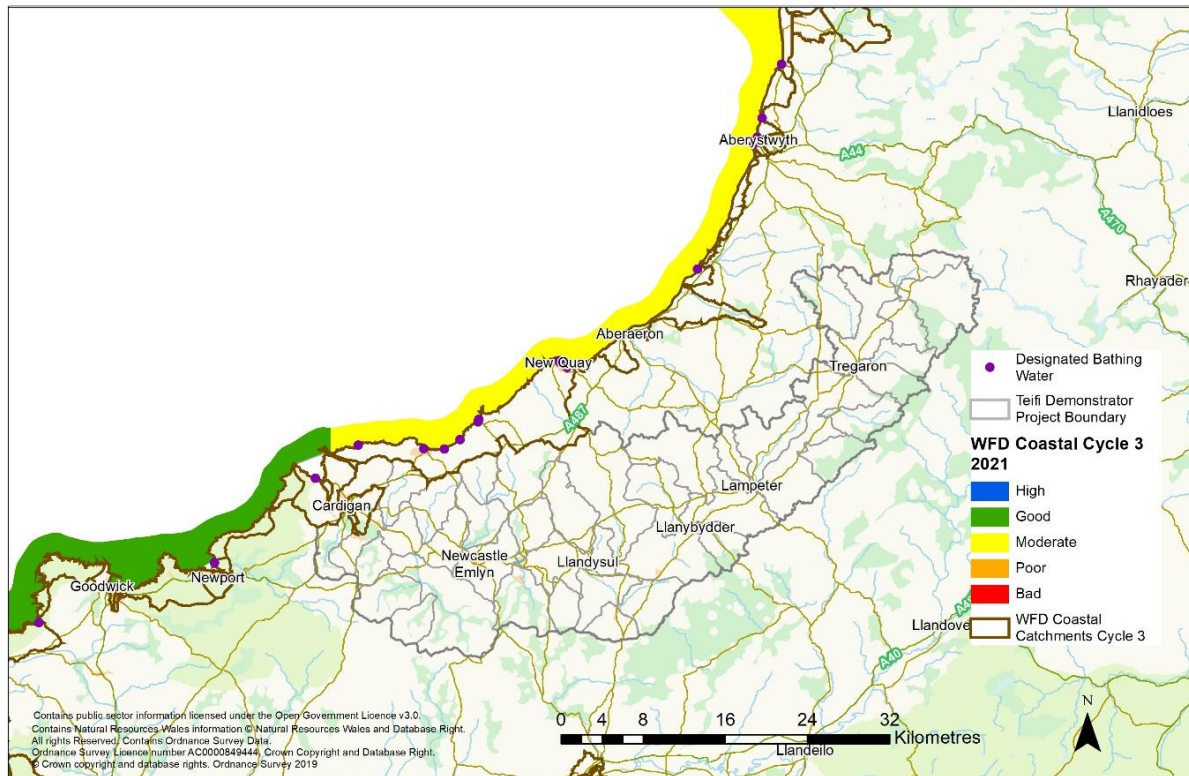 Llanidloes
Aberystwyth
A44
A470
Rhayader
Aberaeron
New Quay
Tregaron
A487
Cardigan
Lampeter
Llanybydder
Newcastle
Emlyn
Llandysul
Goodwick
Newport
A40
Llandeilo
Designated Bathing
Water
Teifi Demonstrator
Project Boundary
WFD Coastal Cycle 3
2021
High
Good
Moderate
Poor
Bad
WFD Coastal
Catchments Cycle 3
N
0 4 8 16 24 32
Kilometres
Contains public sector information licensed under the Open Government Licence v3.0.
Contains Natural Resources Wales information © Natural Resources Wales and Database Right.
All rights Reserved. Contains Ordnance Survey Data.
Ordnance Survey Licence number AC0000849444. Crown Copyright and Database Right.
Crown copyright and database rights. Ordnance Survey 2019